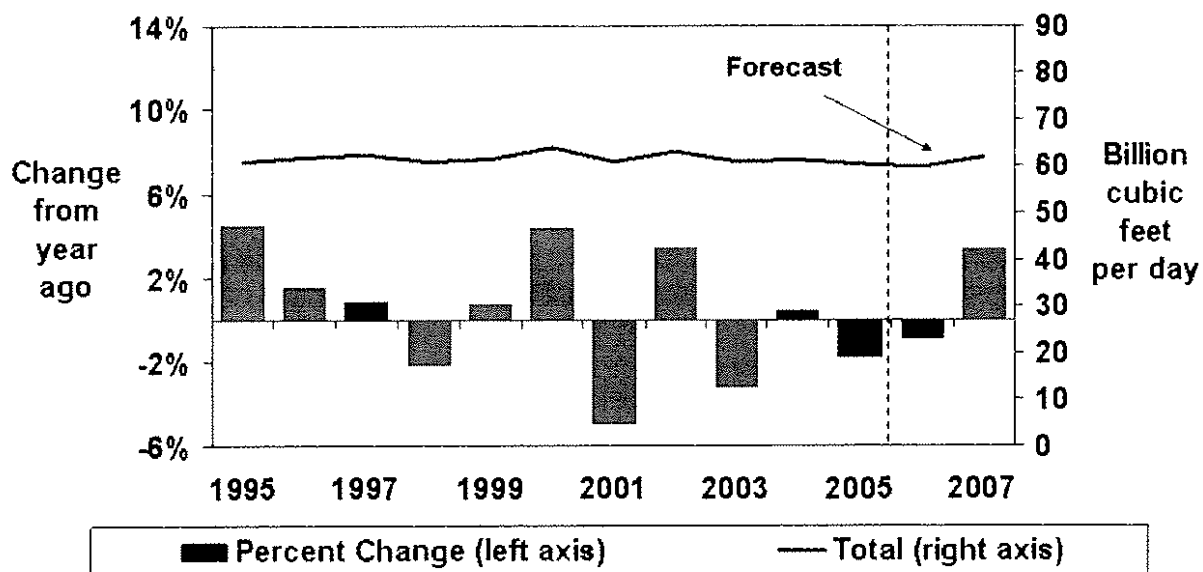 14%
10%
6%
2%
-2%
-6%
Change
from
year
ago
Forecast
90
80
70
60
50
40
30
20
10
0
Billion
cubic
feet
per day
1995 1997 1999 2001 2003 2005 2007
Percent Change (left axis) Total (right axis)